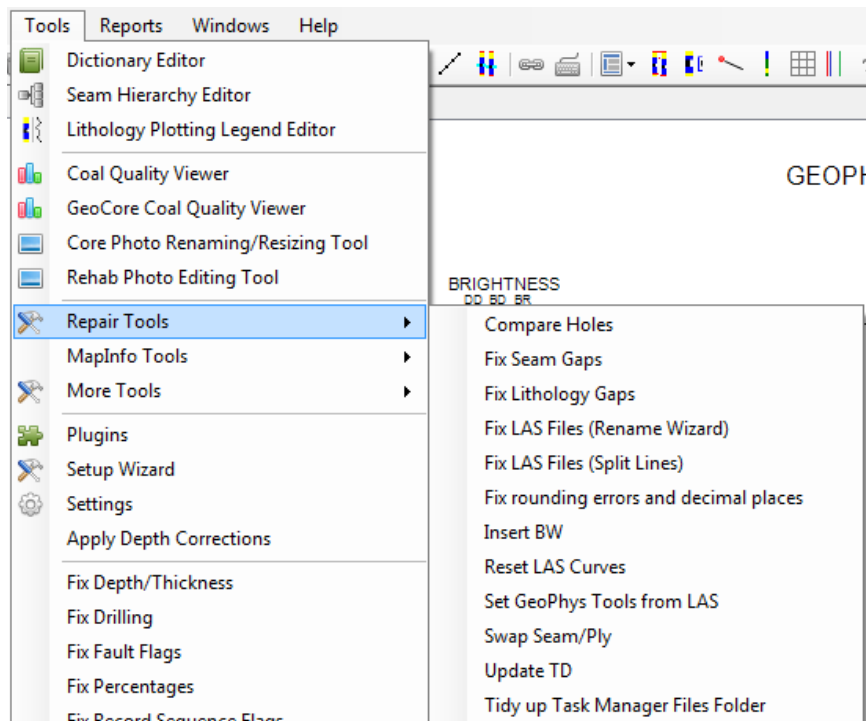 Tools Reports Windows Help
Dictionary Editor
Seam Hierarchy Editor
Lithology Plotting Legend Editor
Coal Quality Viewer
GeoCore Coal Quality Viewer
Core Photo Renaming/Resizing Tool
Rehab Photo Editing Tool
Repair Tools
MapInfo Tools
More Tools
Plugins
Setup Wizard
Settings
Apply Depth Corrections
Fix Depth/Thickness
Fix Drilling
Fix Fault Flags
Fix Percentages
Fix Record Sequence Flags
GEOPH
BRIGHTNESS
DD BD BR
Compare Holes
Fix Seam Gaps
Fix Lithology Gaps
Fix LAS Files (Rename Wizard)
Fix LAS Files (Split Lines)
Fix rounding errors and decimal places
Insert BW
Reset LAS Curves
Set GeoPhys Tools from LAS
Swap Seam/Ply
Update TD
Tidy up Task Manager Files Folder